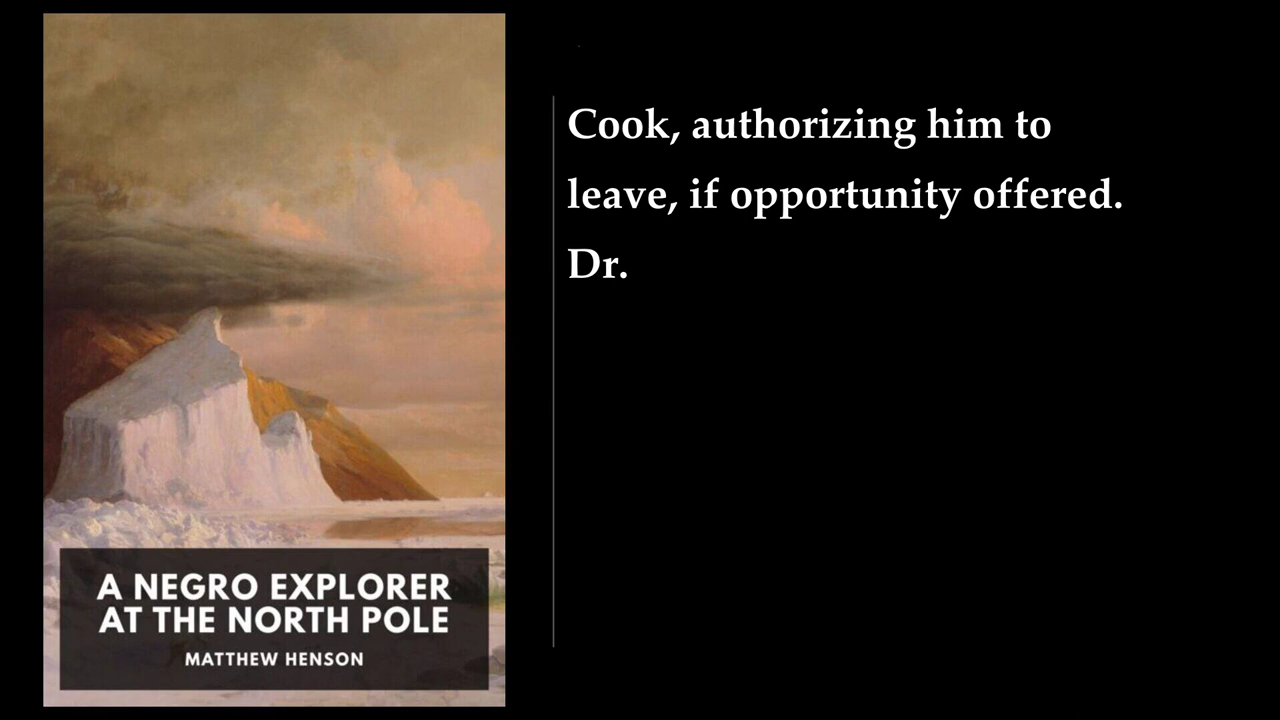 Cook, authorizing him to
leave, if opportunity offered.
Dr.
A NEGRO EXPLORER
AT THE NORTH POLE
MATTHEW HENSON